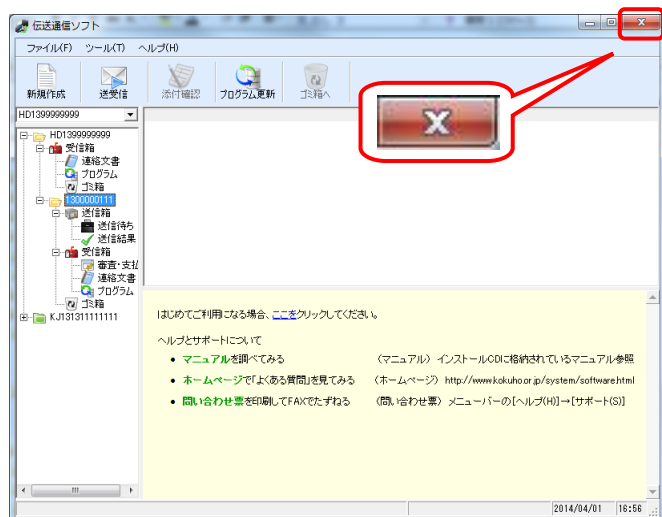 伝送通信ソフト
ファイル(F) ツール(T) ヘルプ(H)
新規作成 送受信 添付確認 プログラム更新 ゴミ箱へ
HD1399999999
HD1399999999
受信箱
連絡文書
プログラム
ゴミ箱
1300000111
送信箱
送信待ち
送信結果
受信箱
審査・支払
連絡文書
プログラム
ゴミ箱
KJ131311111111
はじめてご利用になる場合、ここをクリックしてください。
ヘルプとサポートについて
• マニュアルを調べてみる (マニュアル) インストールCDに格納されているマニュアル参照
• ホームページで「よくある質問」を見てみる (ホームページ) http://www.kokuho.or.jp/system/software.html
• 問い合わせ票を印刷してFAXでたずねる (問い合わせ票) メニューバーの[ヘルプ(H)]→[サポート(S)]
2014/04/01 16:56